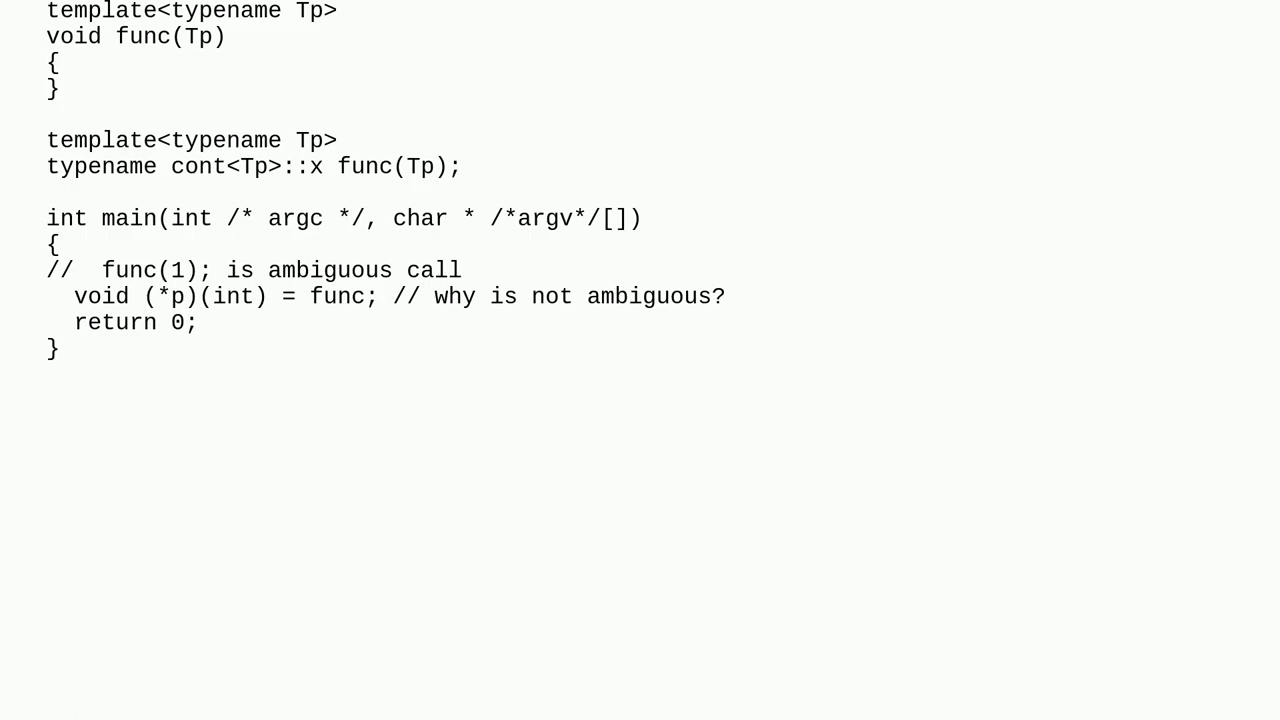 template<typename Tp>
void func(Tp)
{
}
template<typename Tp>
typename cont<Tp>::x func(Tp);
int main(int /* argc */, char * /*argv*/[])
{
//  func(1); is ambiguous call
  void (*p)(int) = func; // why is not ambiguous?
  return 0;
}